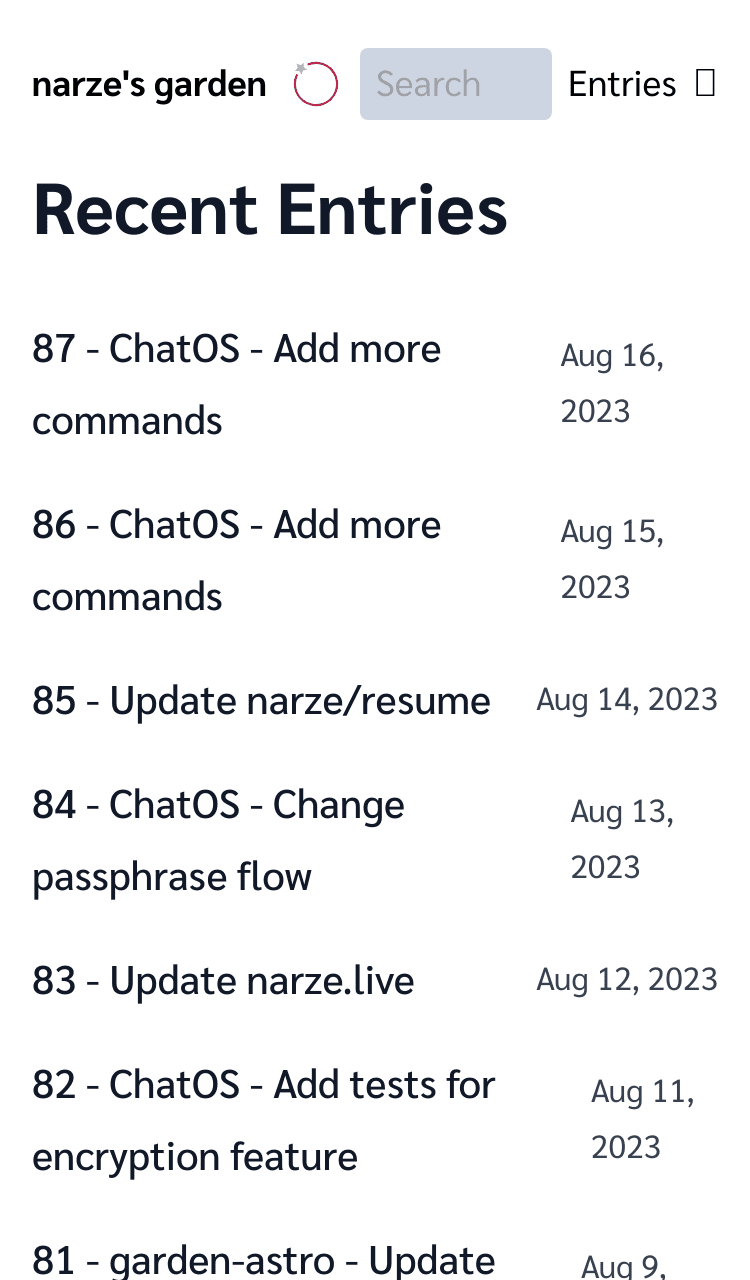 narze's garden Search Entries
Recent Entries
87 - ChatOS - Add more
commands
Aug 16,
2023
86 - ChatOS - Add more
commands
Aug 15,
2023
85 - Update narze/resume Aug 14, 2023
84 - ChatOS - Change
passphrase flow
Aug 13,
2023
83 - Update narze.live Aug 12, 2023
82 - ChatOS - Add tests for
encryption feature
Aug 11,
2023
81 - garden-astro - Update
Aug 9,